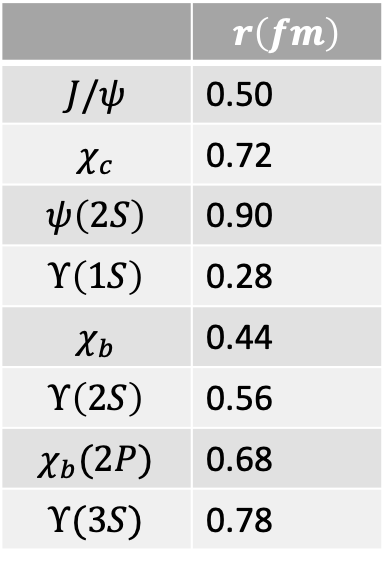 r(fm)
J/ψ 0.50
χc 0.72
ψ(2S) 0.90
Υ(1S) 0.28
χb 0.44
Υ(2S) 0.56
χb(2P) 0.68
Υ(3S) 0.78